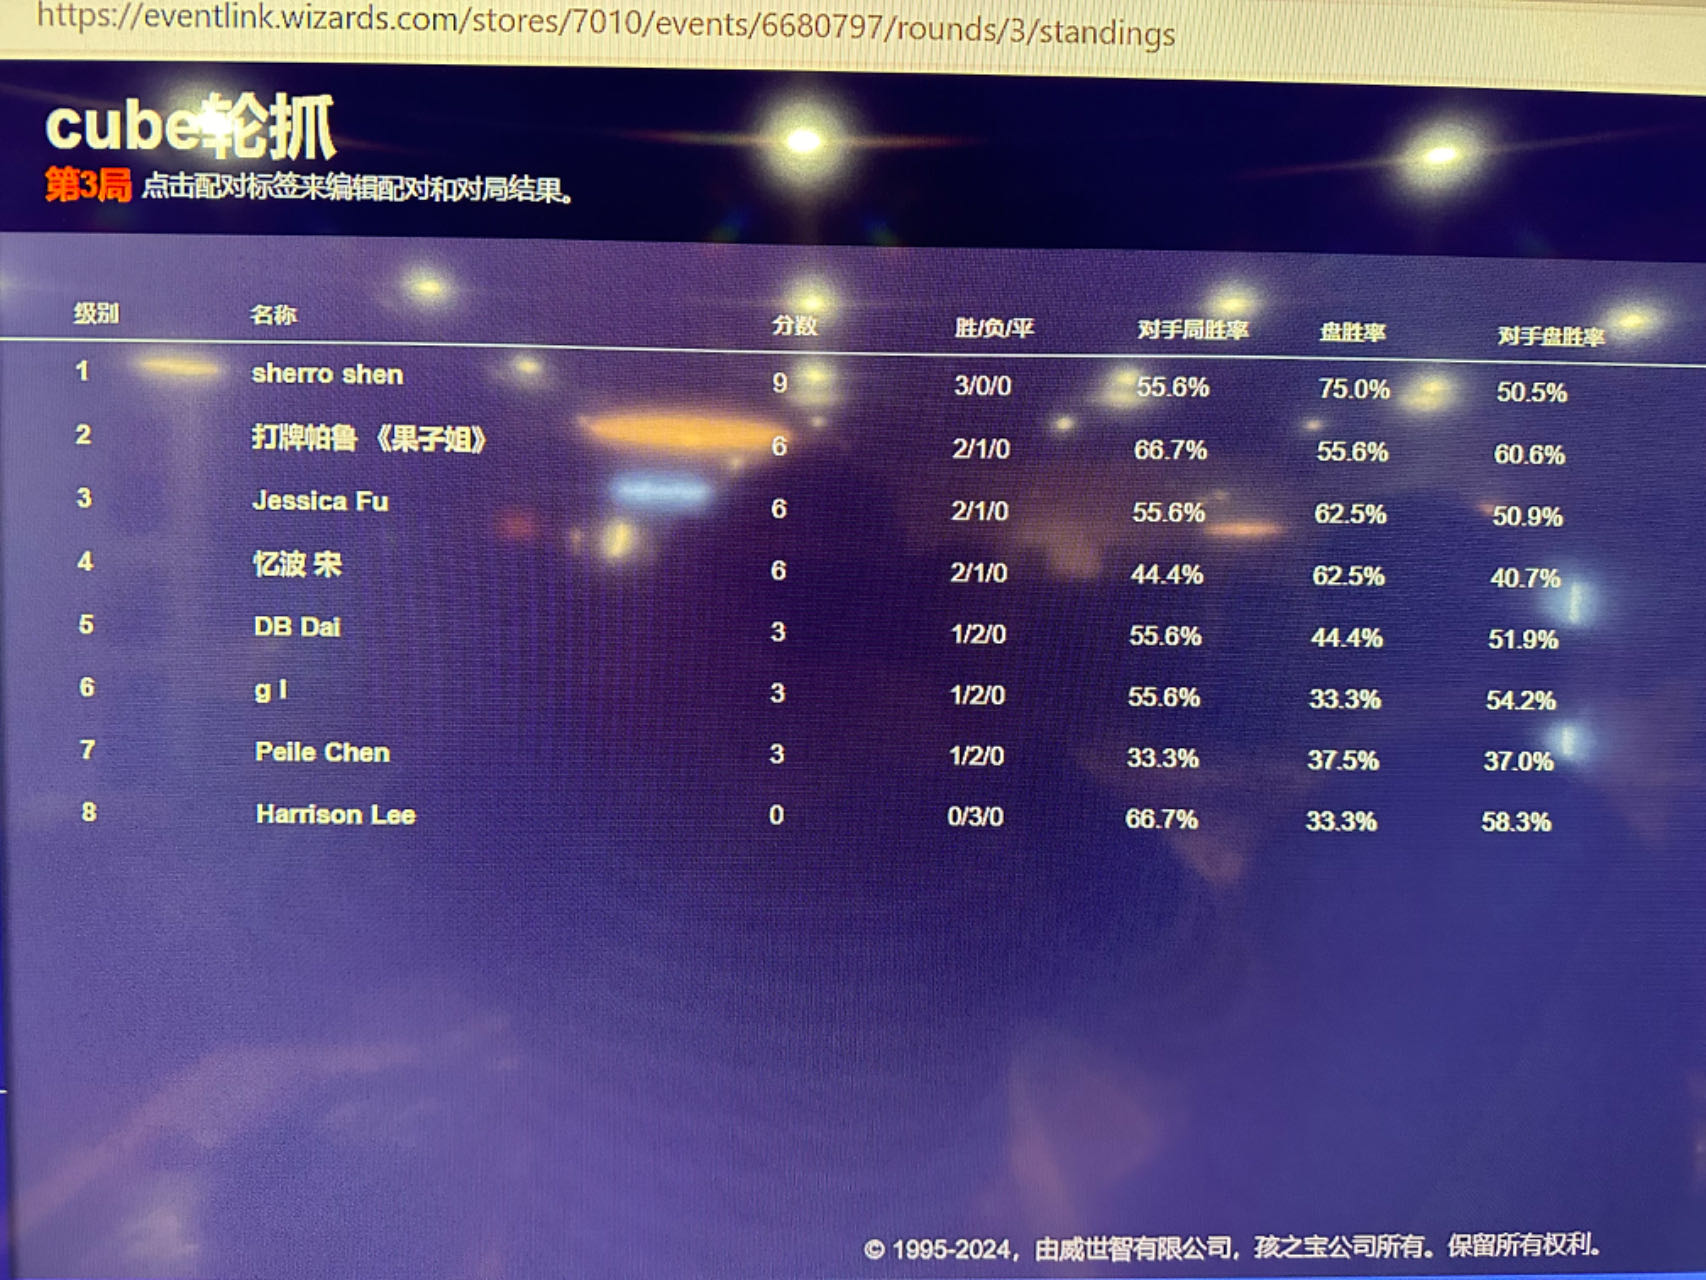 https://eventlink.wizards.com/stores/7010/events/6680797/rounds/3/standings
cube轮抓
第3局 点击配对标签来编辑配对和对局结果。
级别 名称 分数 胜/负/平 对手局胜率 盘胜率 对手盘胜率
1 sherro shen 9 3/0/0 55.6% 75.0% 50.5%
2 打牌帕鲁 《果子姐》 6 2/1/0 66.7% 55.6% 60.6%
3 Jessica Fu 6 2/1/0 55.6% 62.5% 50.9%
4 忆波 宋 6 2/1/0 44.4% 62.5% 40.7%
5 DB Dai 3 1/2/0 55.6% 44.4% 51.9%
6 g l 3 1/2/0 55.6% 33.3% 54.2%
7 Peile Chen 3 1/2/0 33.3% 37.5% 37.0%
8 Harrison Lee 0 0/3/0 66.7% 33.3% 58.3%
© 1995-2024，由威世智有限公司，孩之宝公司所有。保留所有权利。